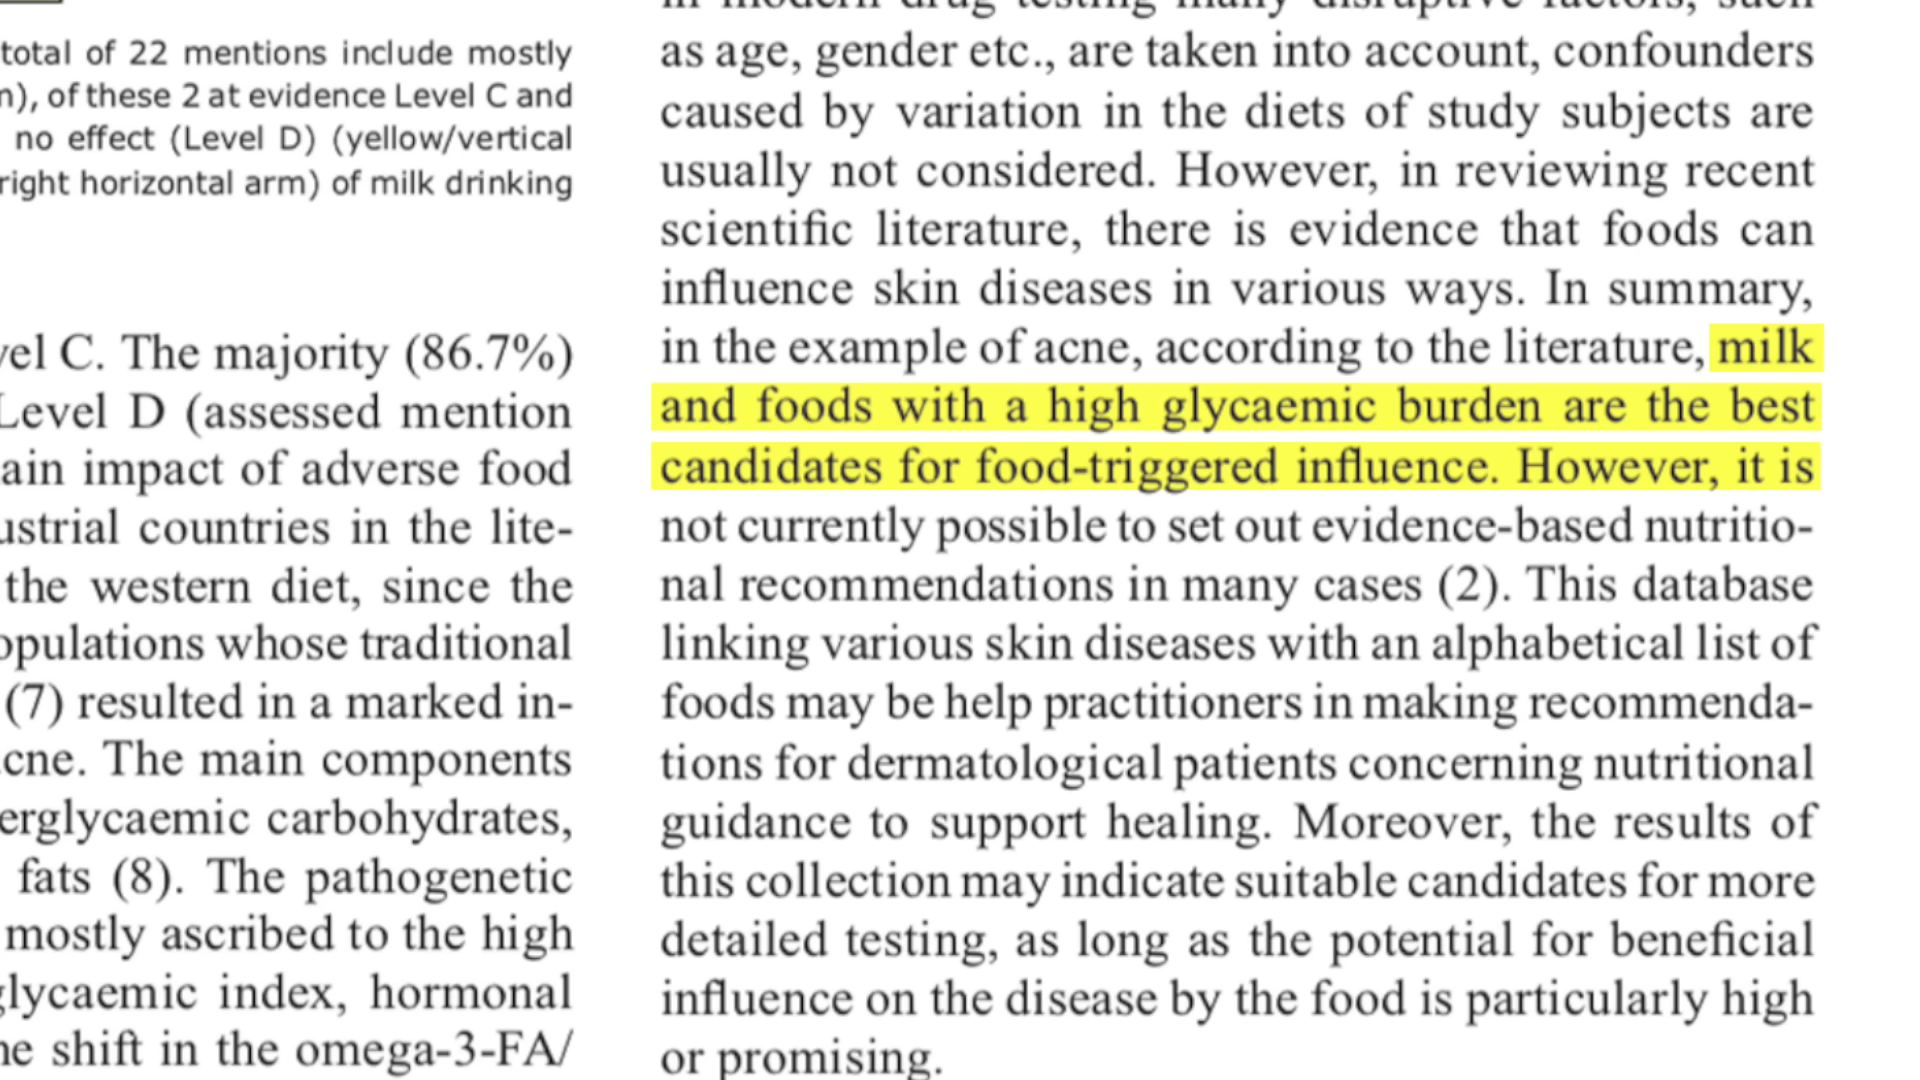 total of 22 mentions include mostly
of these 2 at evidence Level C and
no effect (Level D) (yellow/vertical
right horizontal arm) of milk drinking
C. The majority (86.7%)
Level D (assessed mention
impact of adverse food
countries in the lite-
the western diet, since the
whose traditional
(7) resulted in a marked in-
The main components
carbohydrates,
fats (8). The pathogenetic
mostly ascribed to the high
glycaemic index, hormonal
shift in the omega-3-FA/
in modern drug testing many disruptive factors, such
as age, gender etc., are taken into account, confounders
caused by variation in the diets of study subjects are
usually not considered. However, in reviewing recent
scientific literature, there is evidence that foods can
influence skin diseases in various ways. In summary,
in the example of acne, according to the literature, milk
and foods with a high glycaemic burden are the best
candidates for food-triggered influence. However, it is
not currently possible to set out evidence-based nutritio-
nal recommendations in many cases (2). This database
linking various skin diseases with an alphabetical list of
foods may be help practitioners in making recommenda-
tions for dermatological patients concerning nutritional
guidance to support healing. Moreover, the results of
this collection may indicate suitable candidates for more
detailed testing, as long as the potential for beneficial
influence on the disease by the food is particularly high
or promising.